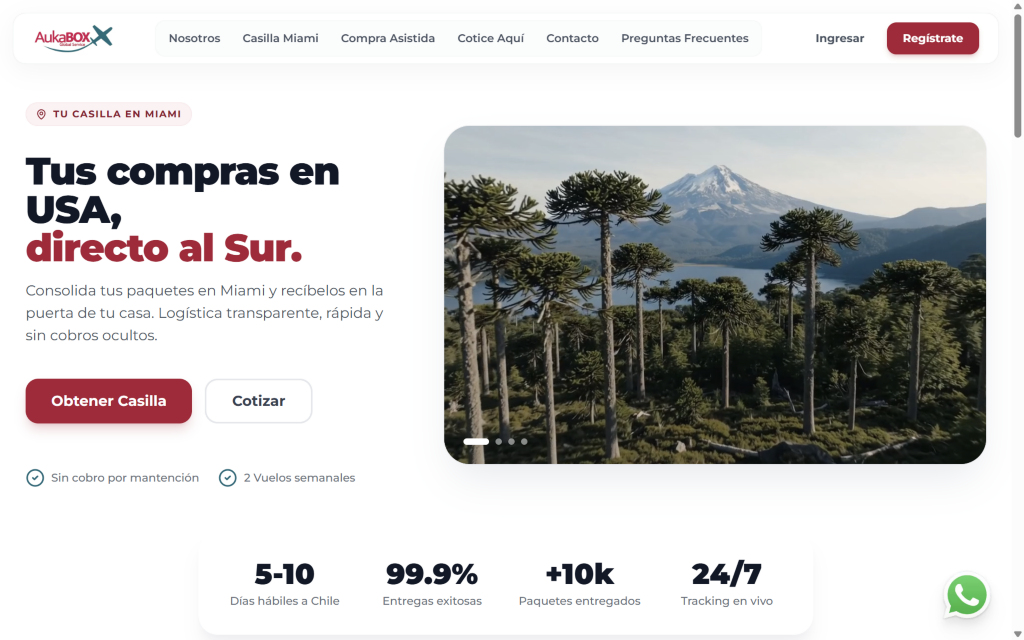 AukaBOX
Global Service
Nosotros
Casilla Miami
Compra Asistida
Cotice Aquí
Contacto
Preguntas Frecuentes
Ingresar
Regístrate
TU CASILLA EN MIAMI
Tus compras en
USA,
directo al Sur.
Consolida tus paquetes en Miami y recíbelos en la
puerta de tu casa. Logística transparente, rápida y
sin cobros ocultos.
Obtener Casilla
Cotizar
Sin cobro por mantención
2 Vuelos semanales
5-10
Días hábiles a Chile
99.9%
Entregas exitosas
+10k
Paquetes entregados
24/7
Tracking en vivo